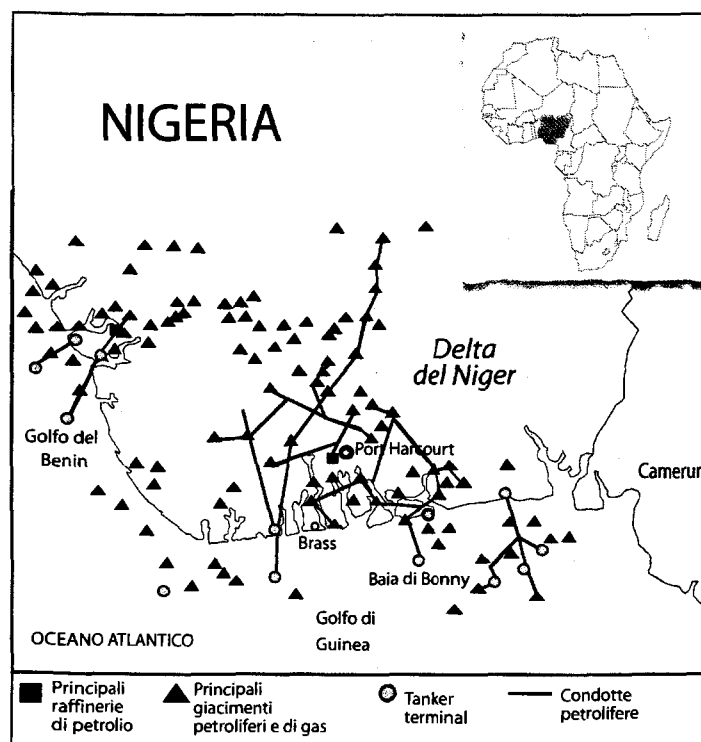 NIGERIA
Delta
del Niger
Golfo del
Benin
Port Harcourt
Camerun
Brass
Baia di Bonny
Golfo di
Guinea
OCEANO ATLANTICO
Principali
raffinerie
di petrolio
Principali
giacimenti
petroliferi e di gas
Tanker
terminal
Condotte
petrolifere